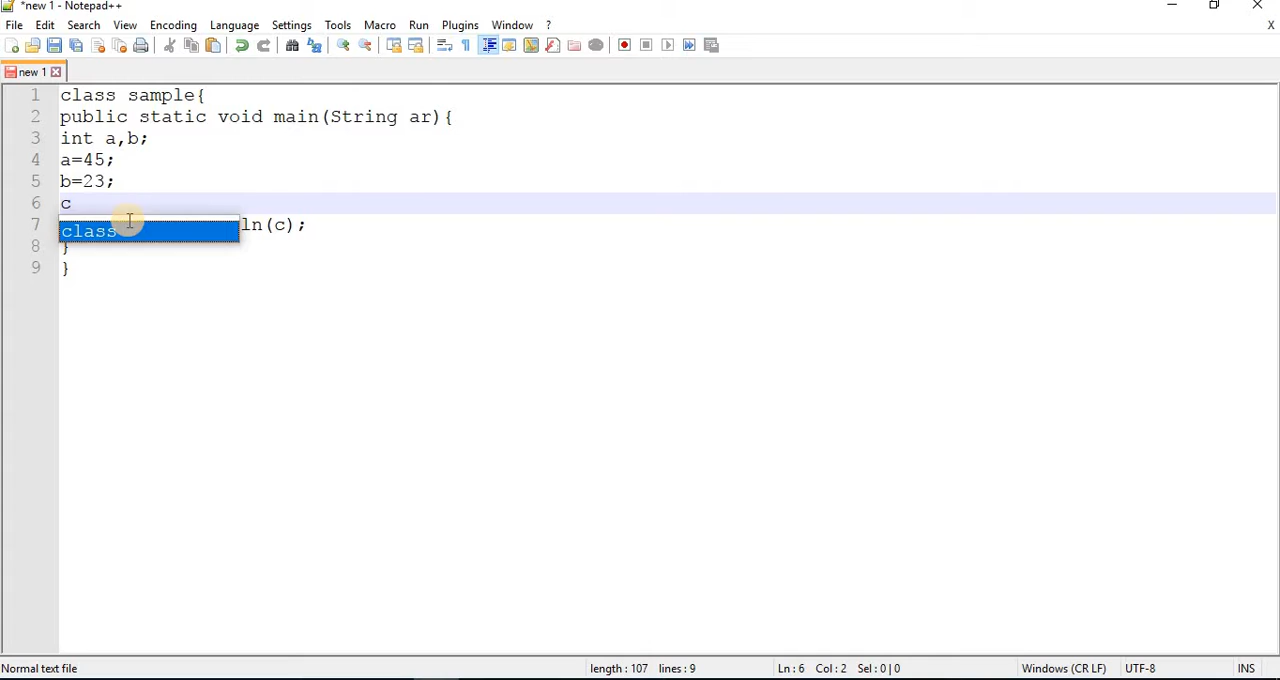 *new 1 - Notepad++
File Edit Search View Encoding Language Settings Tools Macro Run Plugins Window ?
X
new 1
1 class sample{
2 public static void main(String ar){
3 int a,b;
4 a=45;
5 b=23;
6 c
7 ln(c);
class
8 }
9 }
Normal text file length : 107 lines : 9 Ln : 6 Col : 2 Sel : 0 | 0 Windows (CR LF) UTF-8 INS